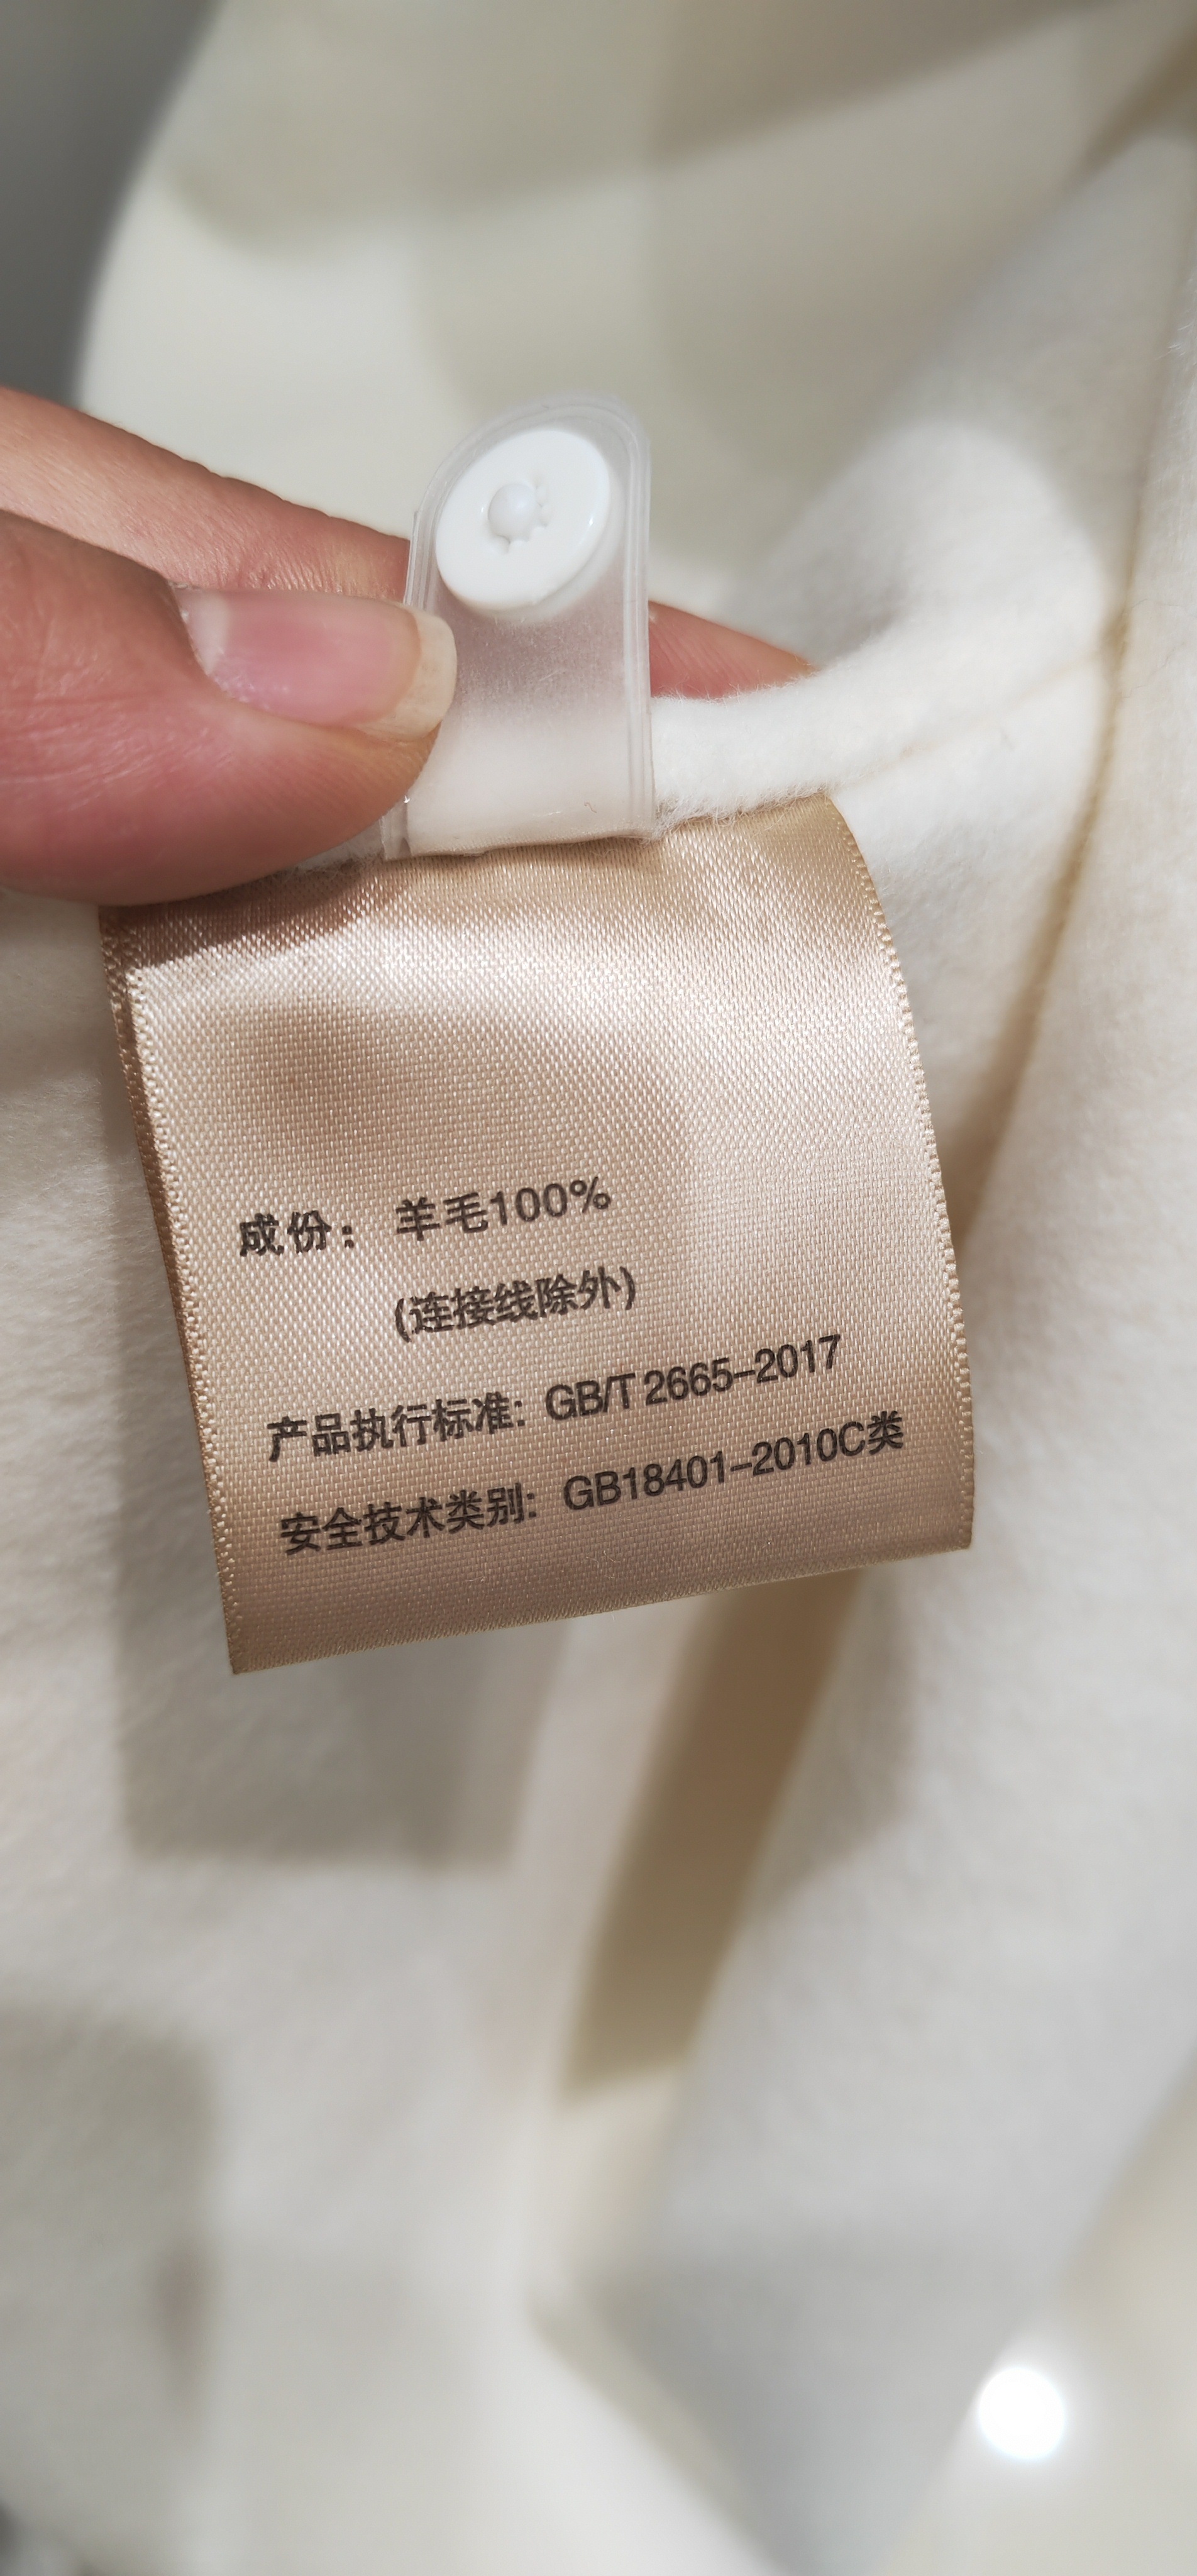 成份： 羊毛100%
(连接线除外)
产品执行标准: GB/T 2665-2017
安全技术类别: GB18401-2010C类